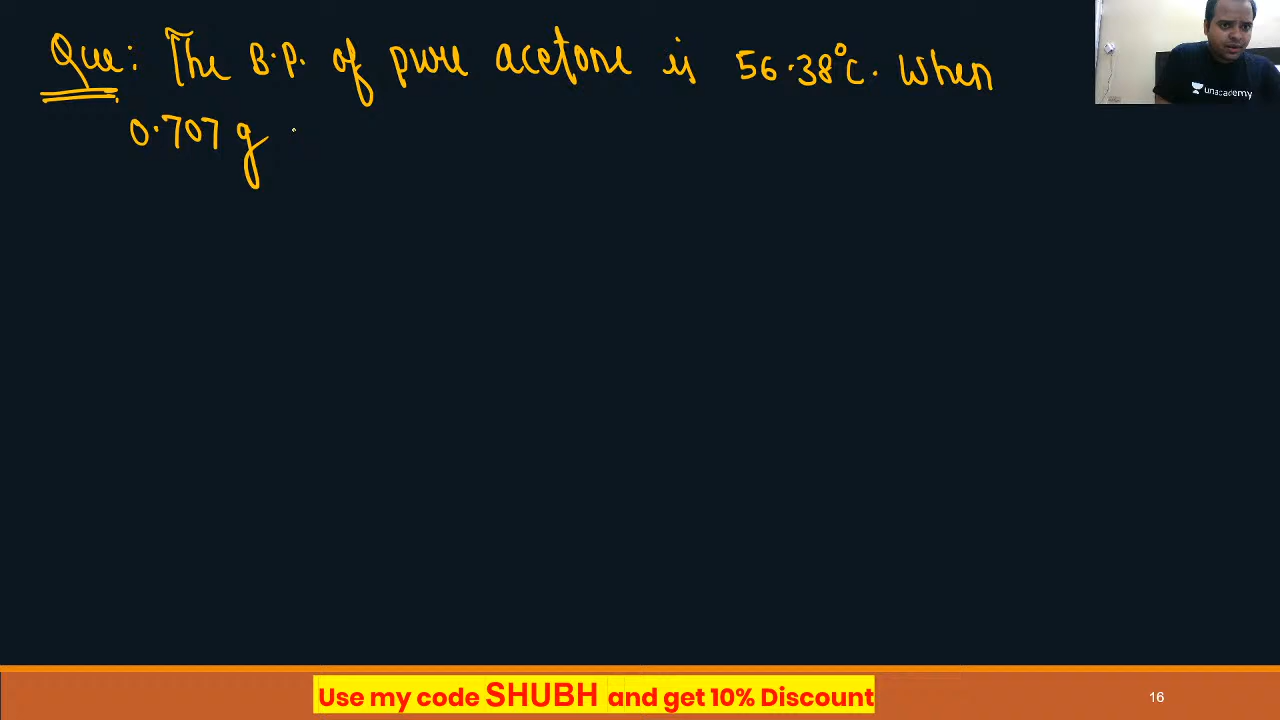 Que: The B.P. of pure acetone is 56.38°C. When
0.707 g
unacademy
Use my code SHUBH and get 10% Discount
16